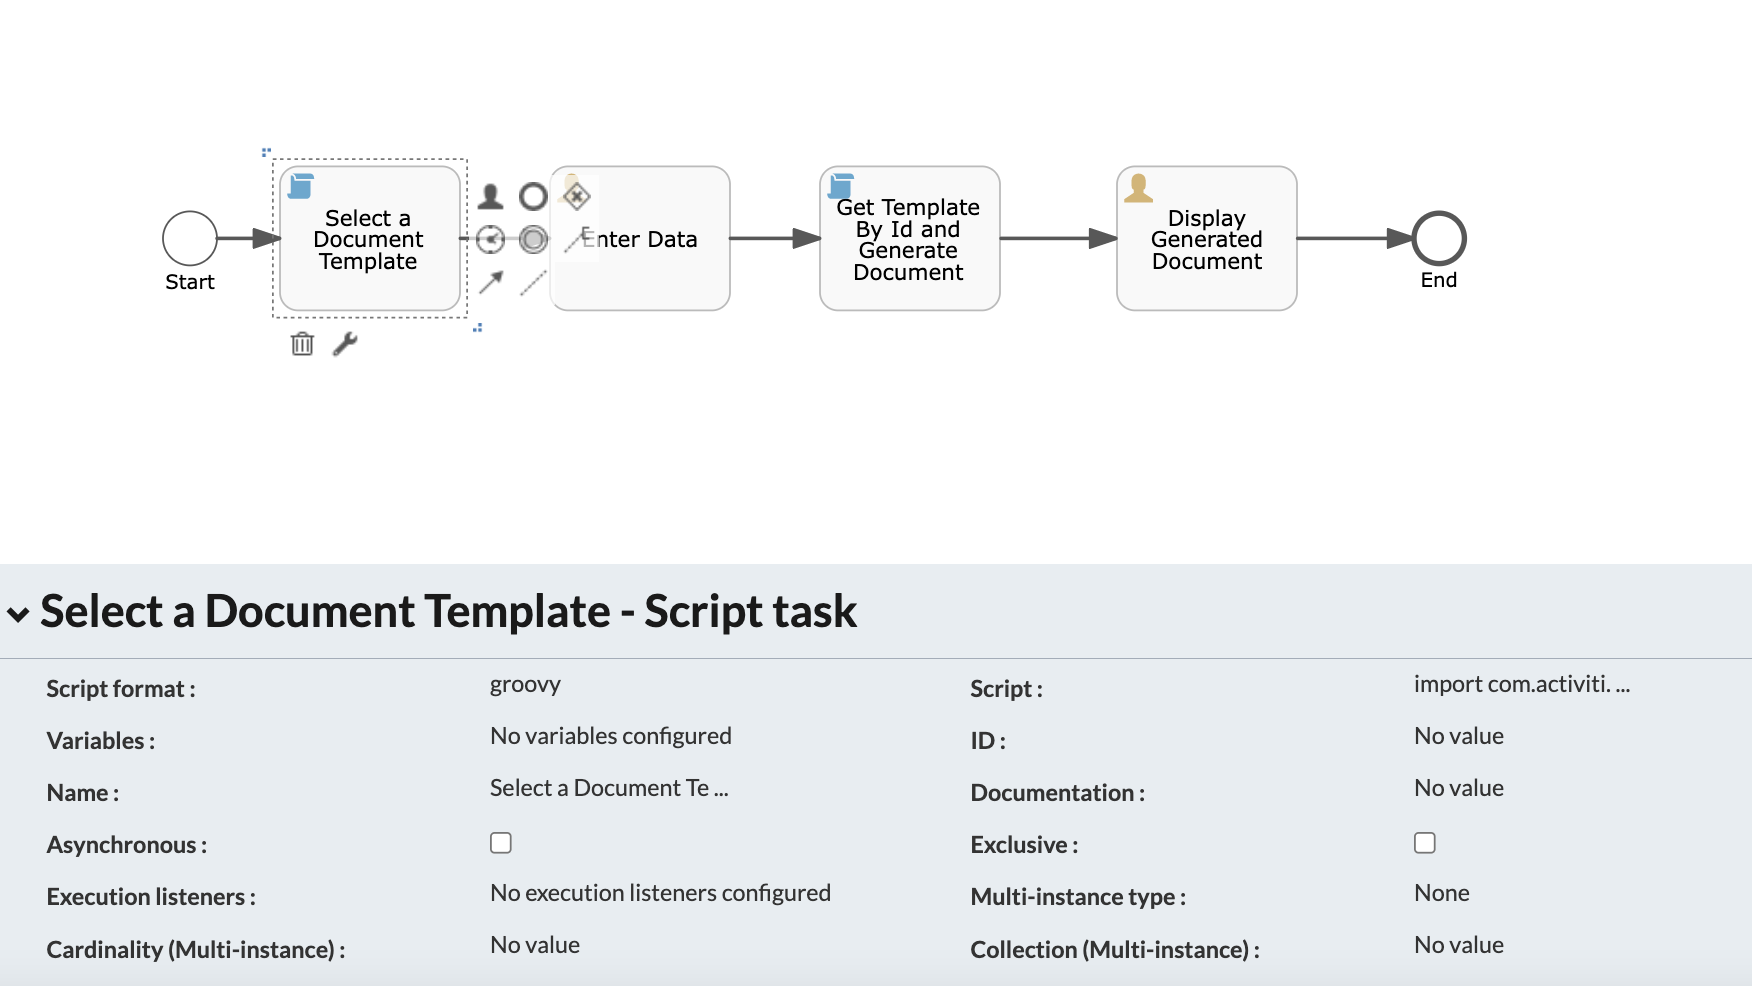 Select a
Document
Template
Enter Data
Get Template
By Id and
Generate
Document
Display
Generated
Document
Start
End
Select a Document Template - Script task
Script format : groovy Script : import com.activiti. ...
Variables : No variables configured ID : No value
Name : Select a Document Te ... Documentation : No value
Asynchronous : Exclusive :
Execution listeners : No execution listeners configured Multi-instance type : None
Cardinality (Multi-instance) : No value Collection (Multi-instance) : No value